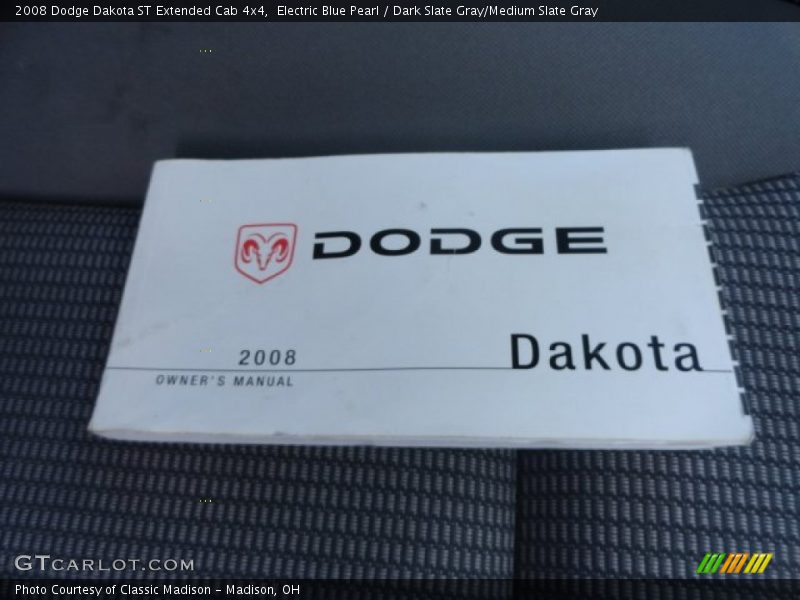 2008 Dodge Dakota ST Extended Cab 4x4,  Electric Blue Pearl / Dark Slate Gray/Medium Slate Gray
DODGE
2008
Dakota
OWNER'S MANUAL
GTCARLOT.COM
Photo Courtesy of Classic Madison - Madison, OH